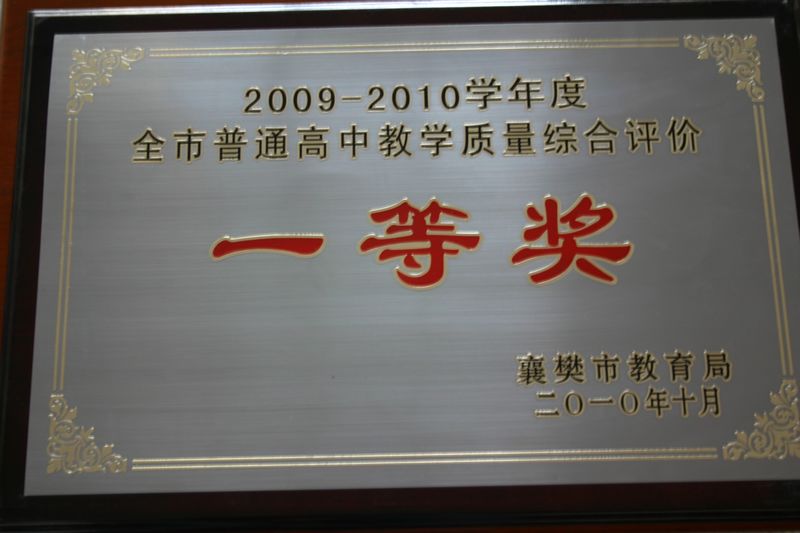 2009-2010学年度
全市普通高中教学质量综合评价
一等奖
襄樊市教育局
二〇一〇年十月